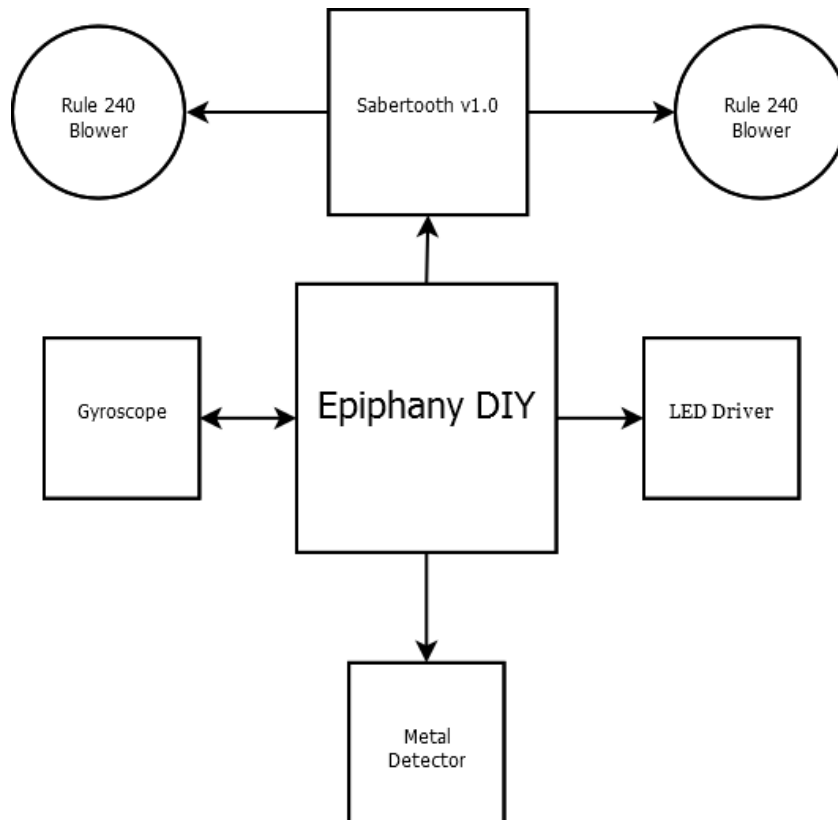 Rule 240
Blower
Sabertooth v1.0
Rule 240
Blower
Gyroscope
Epiphany DIY
LED Driver
Metal
Detector